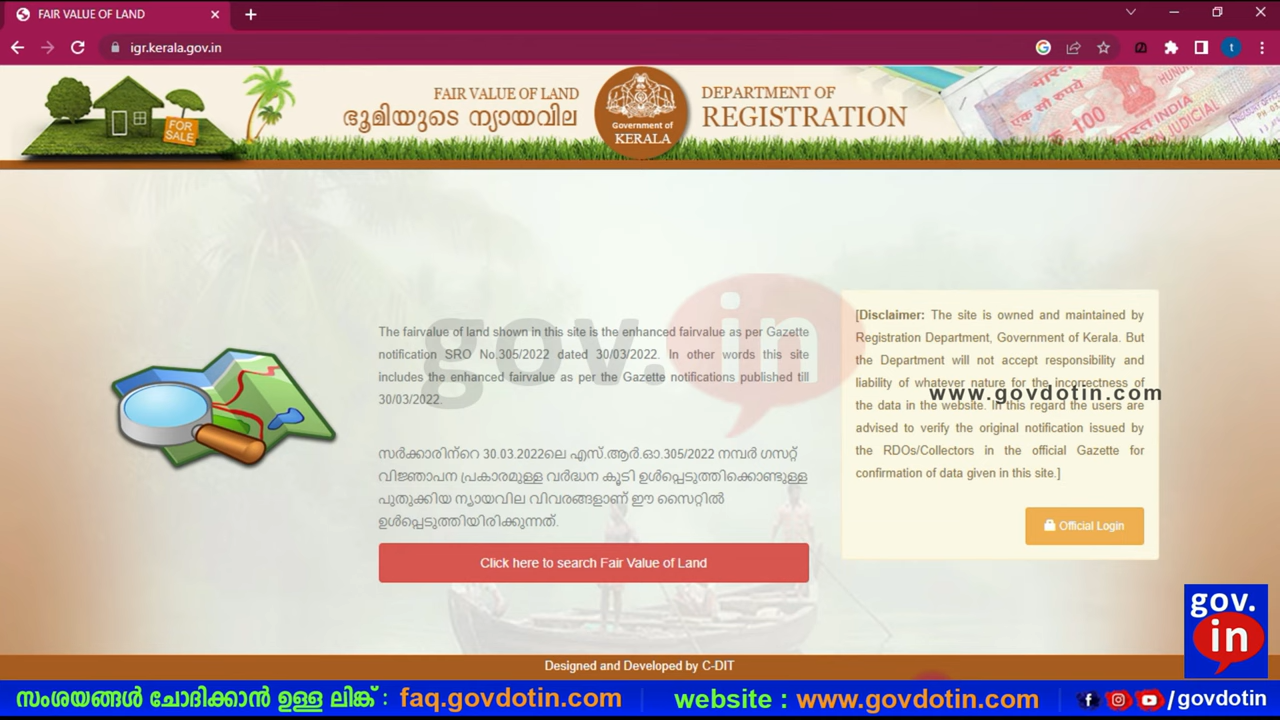 FAIR VALUE OF LAND
igr.kerala.gov.in
t
FAIR VALUE OF LAND
ഭൂമിയുടെ ന്യായവില
Government of
KERALA
DEPARTMENT OF
REGISTRATION
FOR
SALE
100
The fairvalue of land shown in this site is the enhanced fairvalue as per Gazette
notification SRO No.305/2022 dated 30/03/2022. In other words this site
includes the enhanced fairvalue as per the Gazette notifications published till
30/03/2022.
സർക്കാരിന്റെ 30.03.2022ലെ എസ്.ആർ.ഓ.305/2022 നമ്പർ ഗസറ്റ്
വിജ്ഞാപന പ്രകാരമുള്ള വർദ്ധന കൂടി ഉൾപ്പെടുത്തിക്കൊണ്ടുള്ള
പുതുക്കിയ ന്യായവില വിവരങ്ങളാണ് ഈ സൈറ്റിൽ
ഉൾപ്പെടുത്തിയിരിക്കുന്നത്.
Click here to search Fair Value of Land
gov.in
[Disclaimer: The site is owned and maintained by
Registration Department, Government of Kerala. But
the Department will not accept responsibility and
liability of whatever nature for the incorrectness of
the data in the website. In this regard the users are
advised to verify the original notification issued by
the RDOs/Collectors in the official Gazette for
confirmation of data given in this site.]
www.govdotin.com
Official Login
gov.
in
Designed and Developed by C-DIT
സംശയങ്ങൾ ചോദിക്കാൻ ഉള്ള ലിങ്ക് : faq.govdotin.com
website : www.govdotin.com
/govdotin